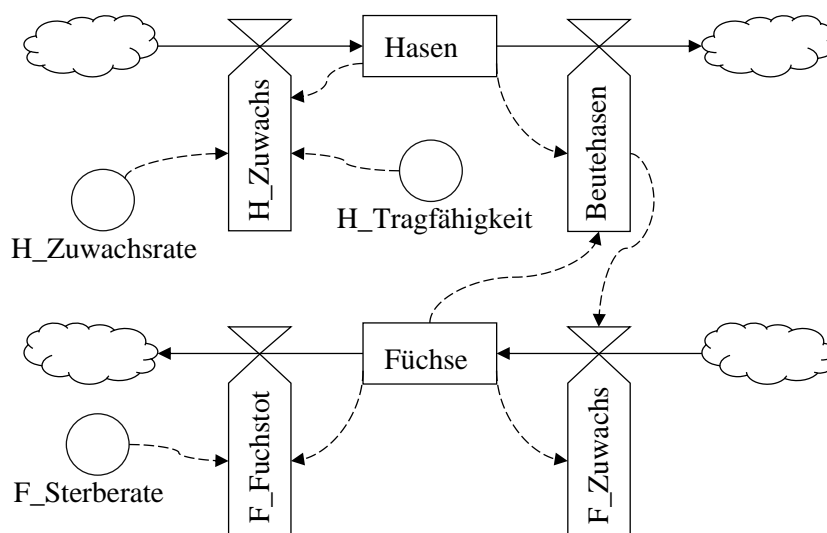 Hasen
H_Zuwachs
Beutehasen
H_Tragfähigkeit
H_Zuwachsrate
Füchse
F_Fuchstot
F_Zuwachs
F_Sterberate